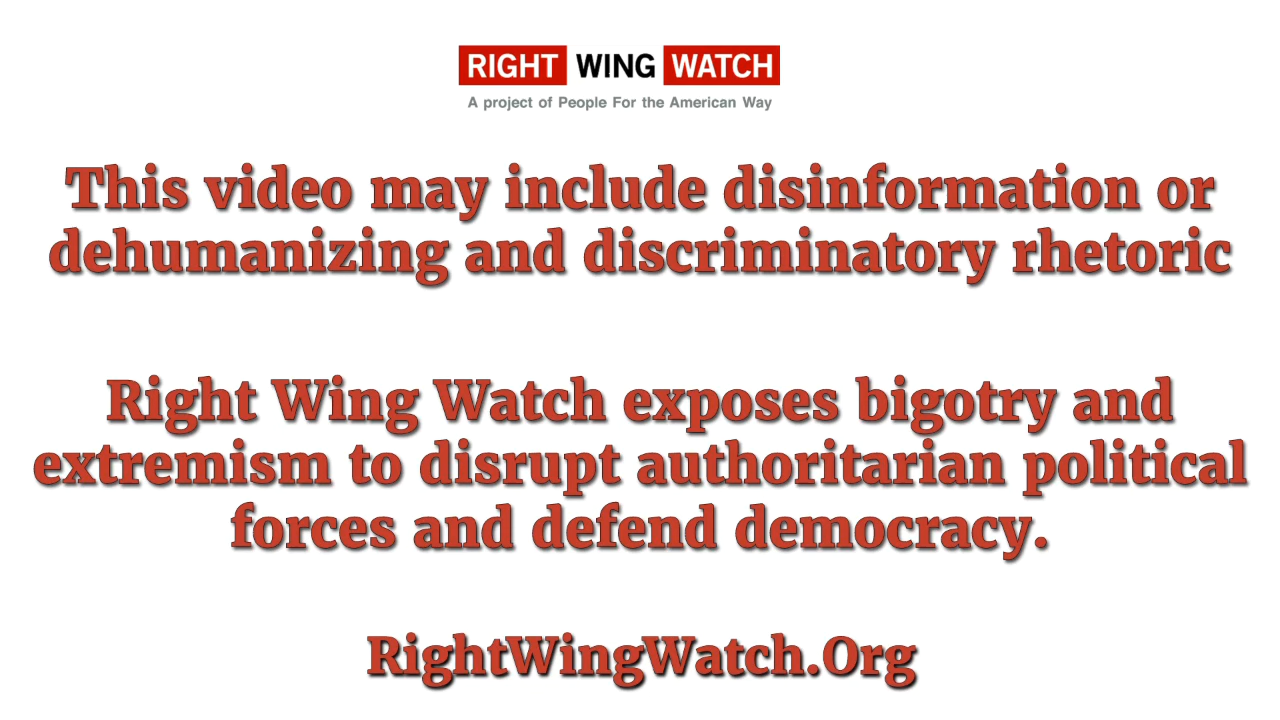 RIGHT WING WATCH
A project of People For the American Way
This video may include disinformation or
dehumanizing and discriminatory rhetoric
Right Wing Watch exposes bigotry and
extremism to disrupt authoritarian political
forces and defend democracy.
RightWingWatch.Org